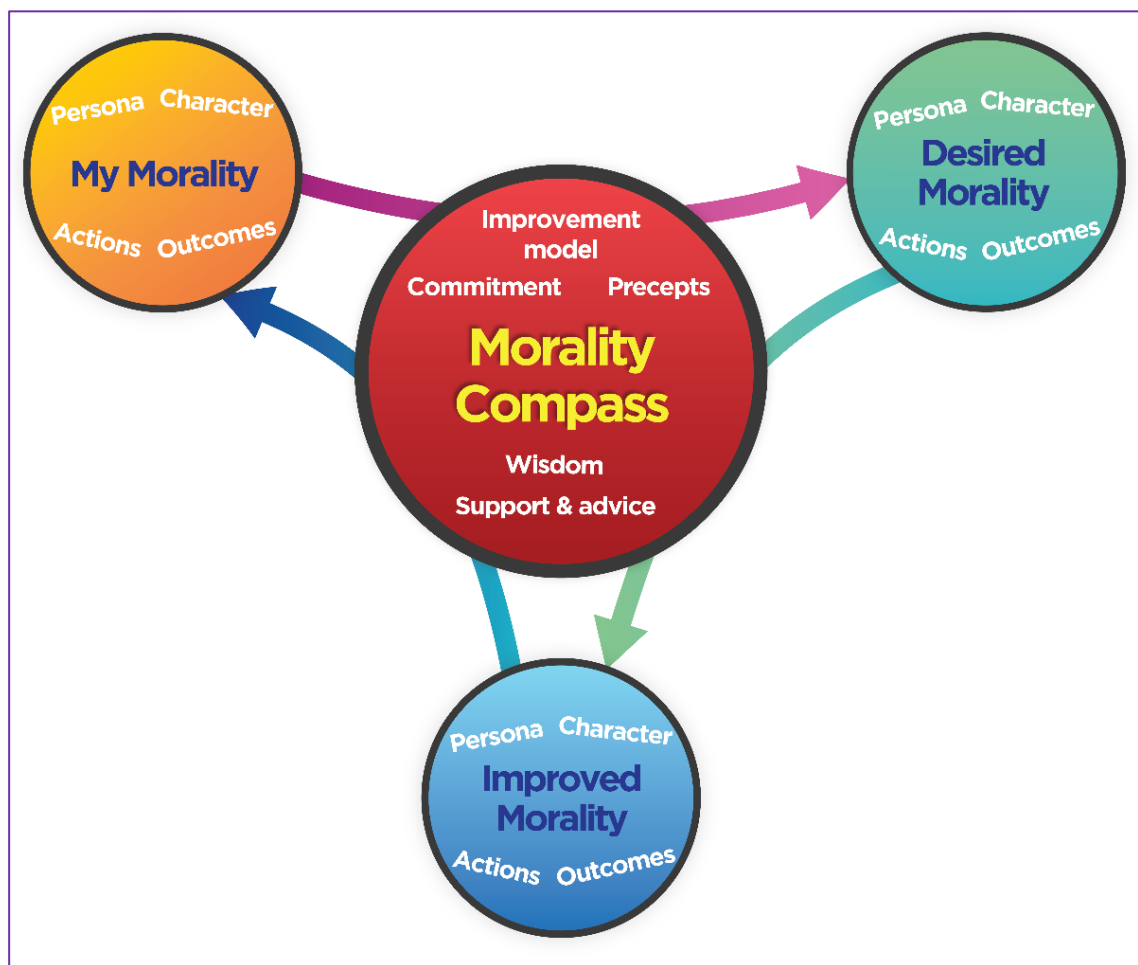 Persona Character
My Morality
Actions Outcomes
Persona Character
Desired
Morality
Actions Outcomes
Improvement
model
Commitment Precepts
Morality
Compass
Wisdom
Support & advice
Persona Character
Improved
Morality
Actions Outcomes